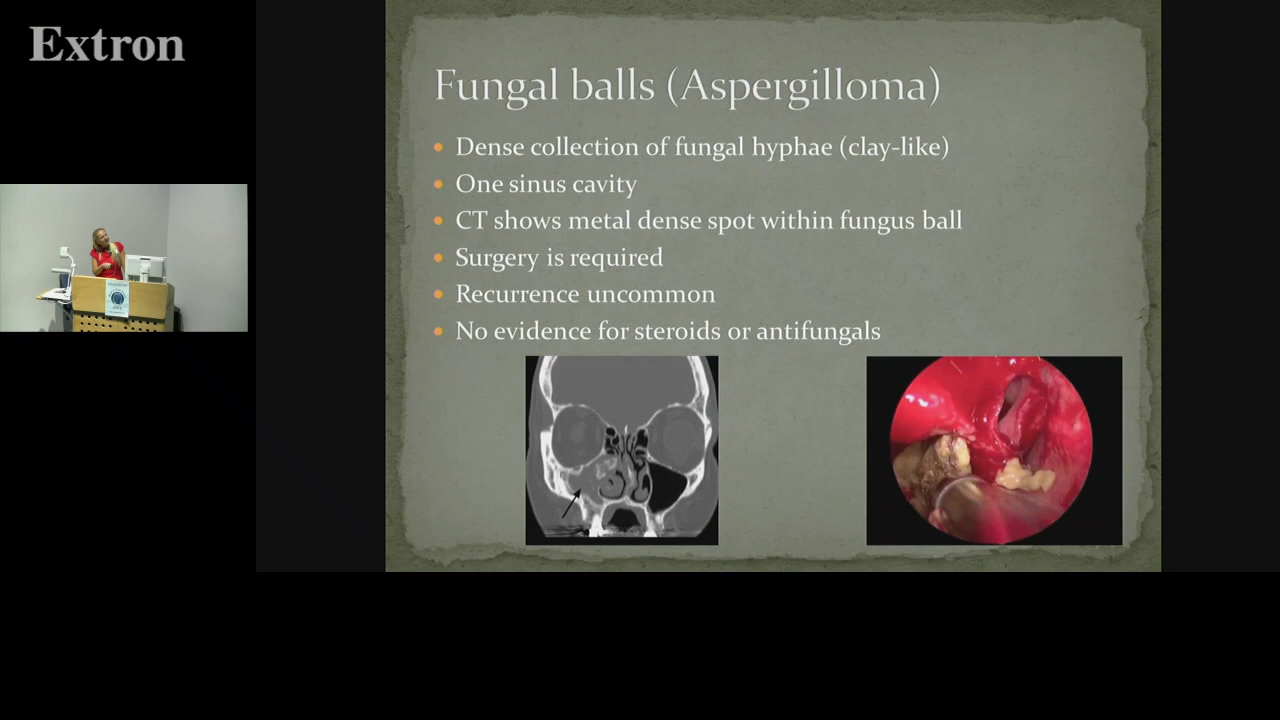 Extron
Fungal balls (Aspergilloma)
Dense collection of fungal hyphae (clay-like)
One sinus cavity
CT shows metal dense spot within fungus ball
Surgery is required
Recurrence uncommon
No evidence for steroids or antifungals